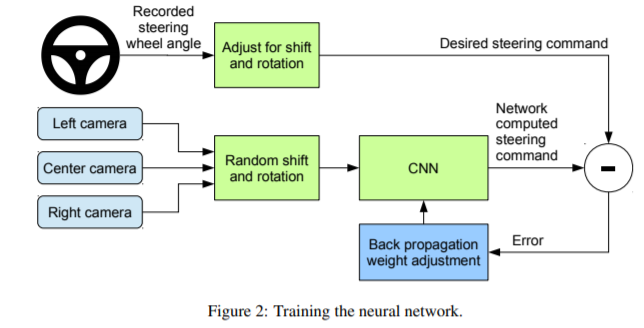 Recorded
steering
wheel angle
Adjust for shift
and rotation
Desired steering command
Left camera
Center camera
Right camera
Random shift
and rotation
CNN
Network
computed
steering
command
-
Back propagation
weight adjustment
Error
Figure 2: Training the neural network.